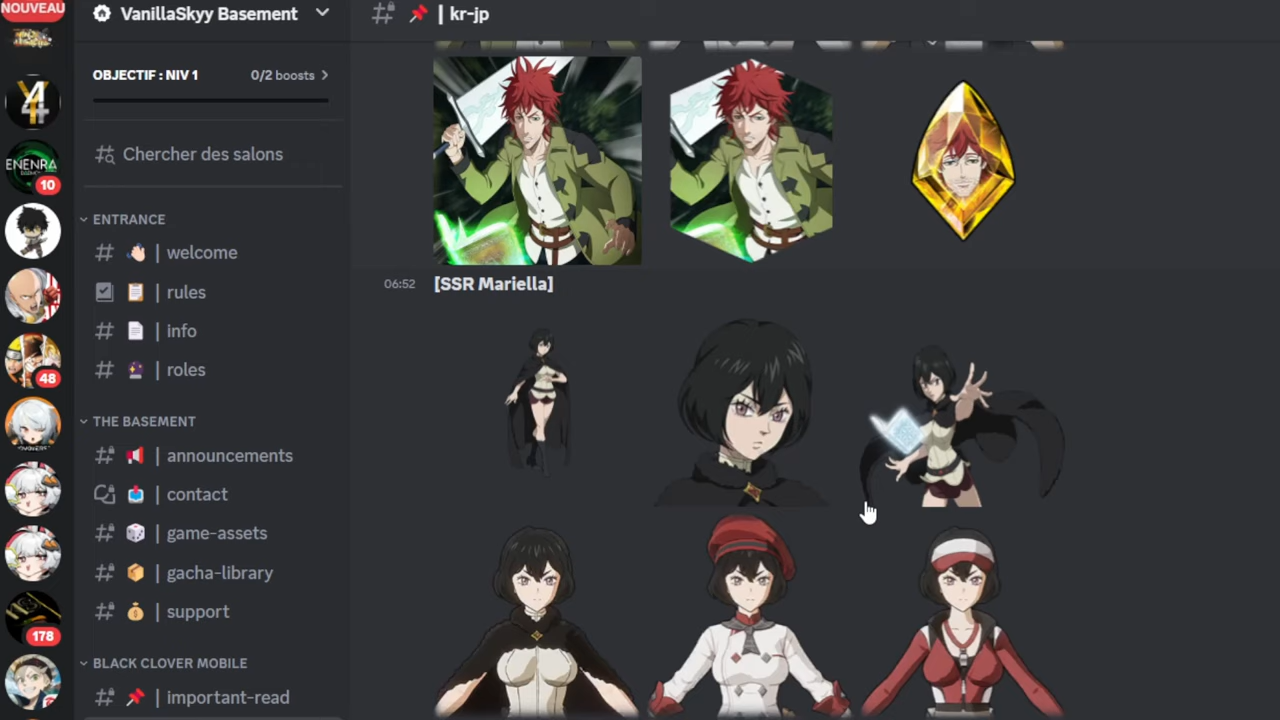 NOUVEAU
VanillaSkyy Basement
| kr-jp
OBJECTIF : NIV 1
0/2 boosts
Chercher des salons
ENENRA
10
ENTRANCE
| welcome
| rules
| info
| roles
48
THE BASEMENT
| announcements
| contact
| game-assets
| gacha-library
| support
178
BLACK CLOVER MOBILE
| important-read
06:52
[SSR Mariella]